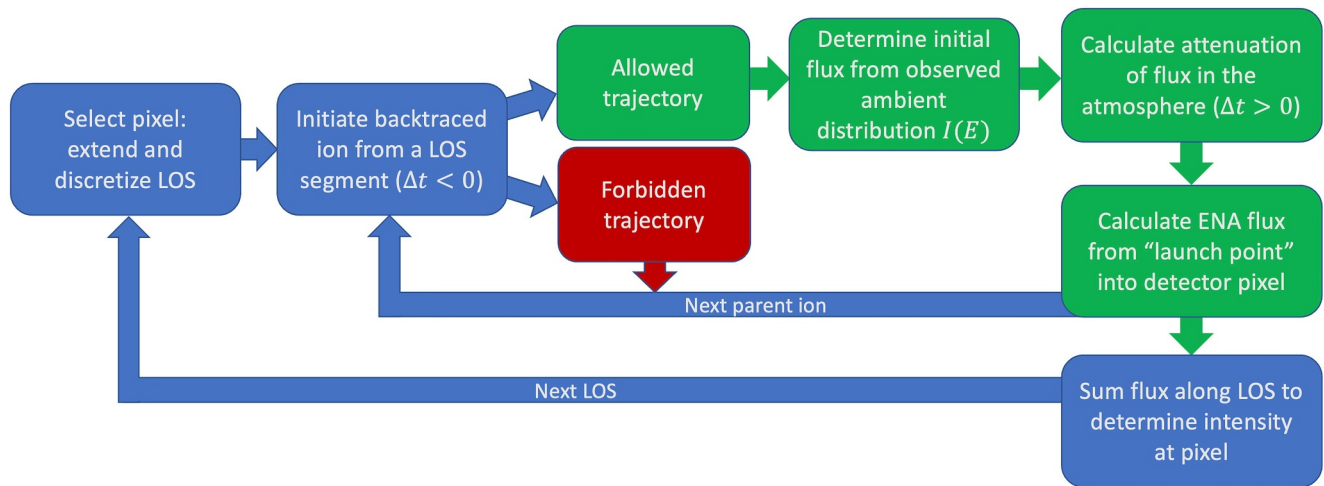 Select pixel:
extend and
discretize LOS
Initiate backtraced
ion from a LOS
segment (Δt < 0)
Allowed
trajectory
Forbidden
trajectory
Determine initial
flux from observed
ambient
distribution I(E)
Calculate attenuation
of flux in the
atmosphere (Δt > 0)
Calculate ENA flux
from “launch point”
into detector pixel
Next parent ion
Next LOS
Sum flux along LOS to
determine intensity
at pixel